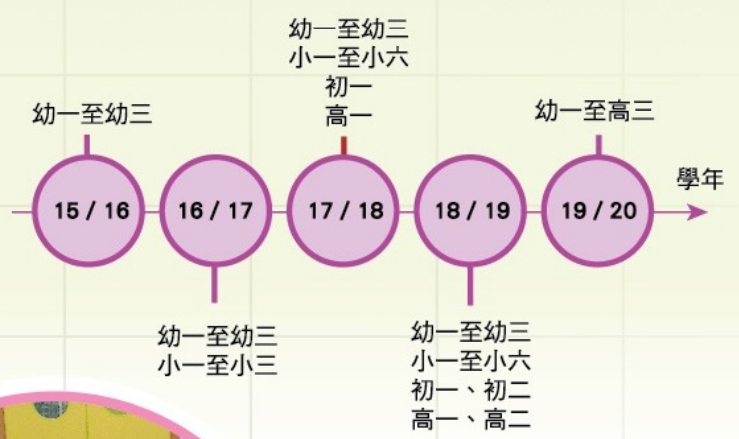 幼一至幼三
小一至小六
初一
高一
幼一至幼三
幼一至高三
學年
15 / 16
16 / 17
17 / 18
18 / 19
19 / 20
幼一至幼三
小一至小三
幼一至幼三
小一至小六
初一、初二
高一、高二